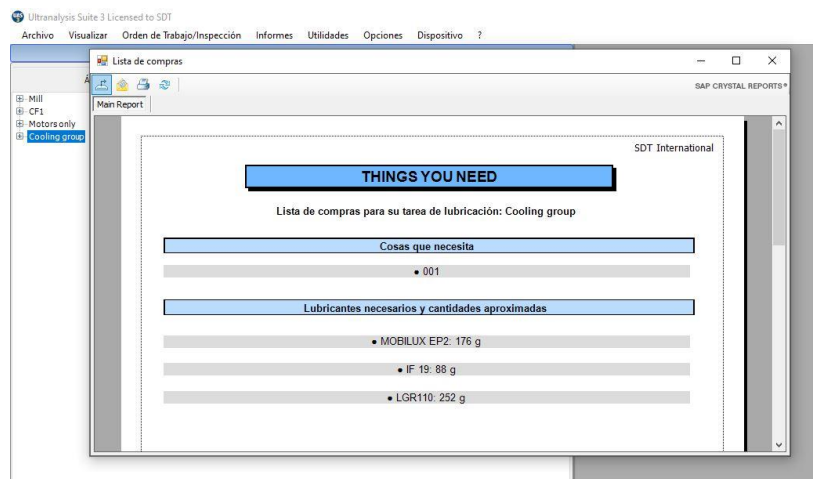 Ultranalysis Suite 3 Licensed to SDT
Archivo Visualizar Orden de Trabajo/Inspección Informes Utilidades Opciones Dispositivo ?
Lista de compras
SAP CRYSTAL REPORTS®
Main Report
Mill
CF1
Motors only
Cooling group
SDT International
THINGS YOU NEED
Lista de compras para su tarea de lubricación: Cooling group
Cosas que necesita
● 001
Lubricantes necesarios y cantidades aproximadas
● MOBILUX EP2: 176 g
● IF 19: 88 g
● LGR110: 252 g